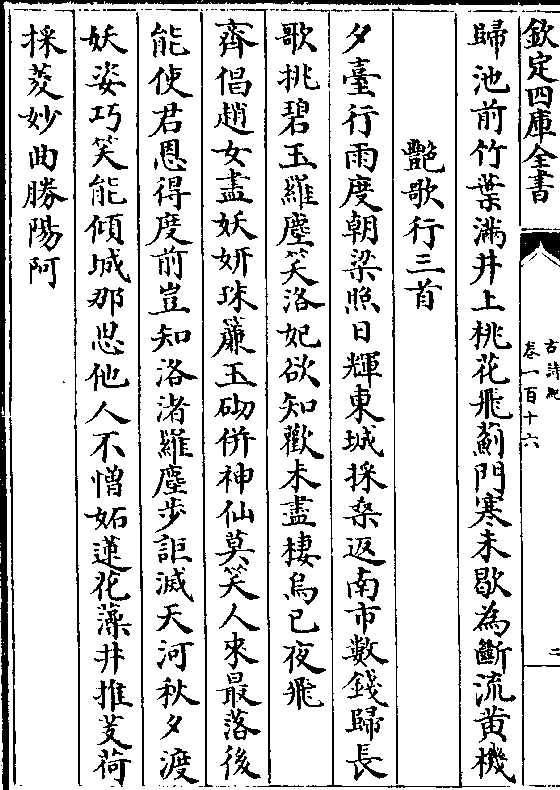 欽定四庫全書
古詩紀
卷一百十六
二
歸池前竹葉滿井上桃花飛薊門寒未歇為斷流黃機
艷歌行三首
夕臺行雨度朝梁照日輝東城採桑返南市數錢歸長
歌挑碧玉羅塵笑洛妃欲知歡未盡棲烏已夜飛
齊倡趙女盡妖妍珠簾玉砌併神仙莫笑人來最落後
能使君恩得度前豈知洛渚羅塵步詎滅天河秋夕渡
妖姿巧笑能傾城那思他人不憎妬蓮花藻井推芰荷
採菱妙曲勝陽阿